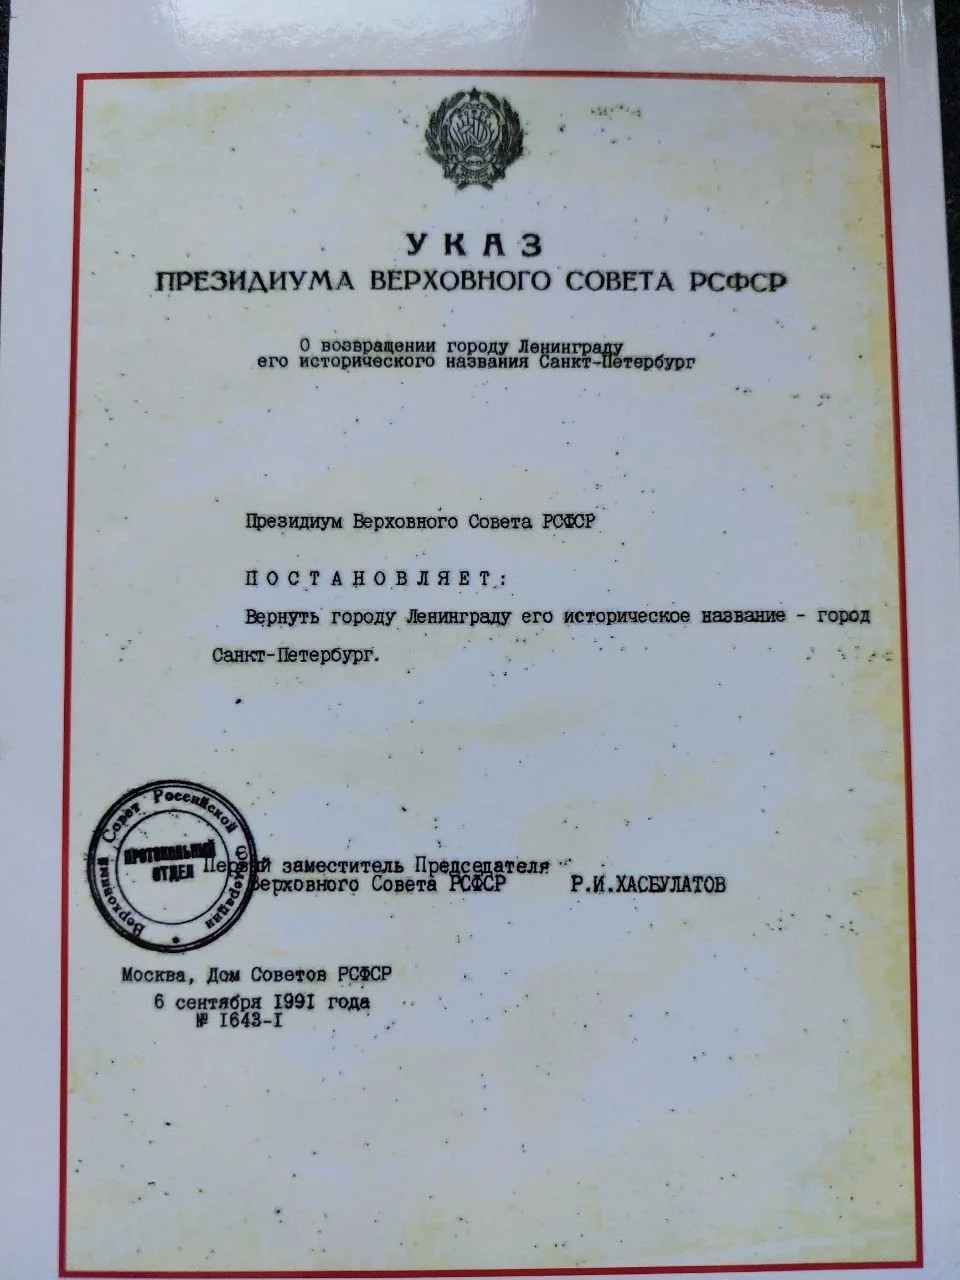 УКАЗ
ПРЕЗИДИУМА ВЕРХОВНОГО СОВЕТА РСФСР
О возвращении городу Ленинграду
его исторического названия Санкт-Петербург
Президиум Верховного Совета РСФСР
ПОСТАНОВЛЯЕТ:
Вернуть городу Ленинграду его историческое название - город
Санкт-Петербург.
Верховный Совет Российской Федерации
ПРОТОКОЛЬНЫЙ
ОТДЕЛ
Первый заместитель Председателя
Верховного Совета РСФСР Р.И.ХАСБУЛАТОВ
Москва, Дом Советов РСФСР
6 сентября 1991 года
№ 1643-1